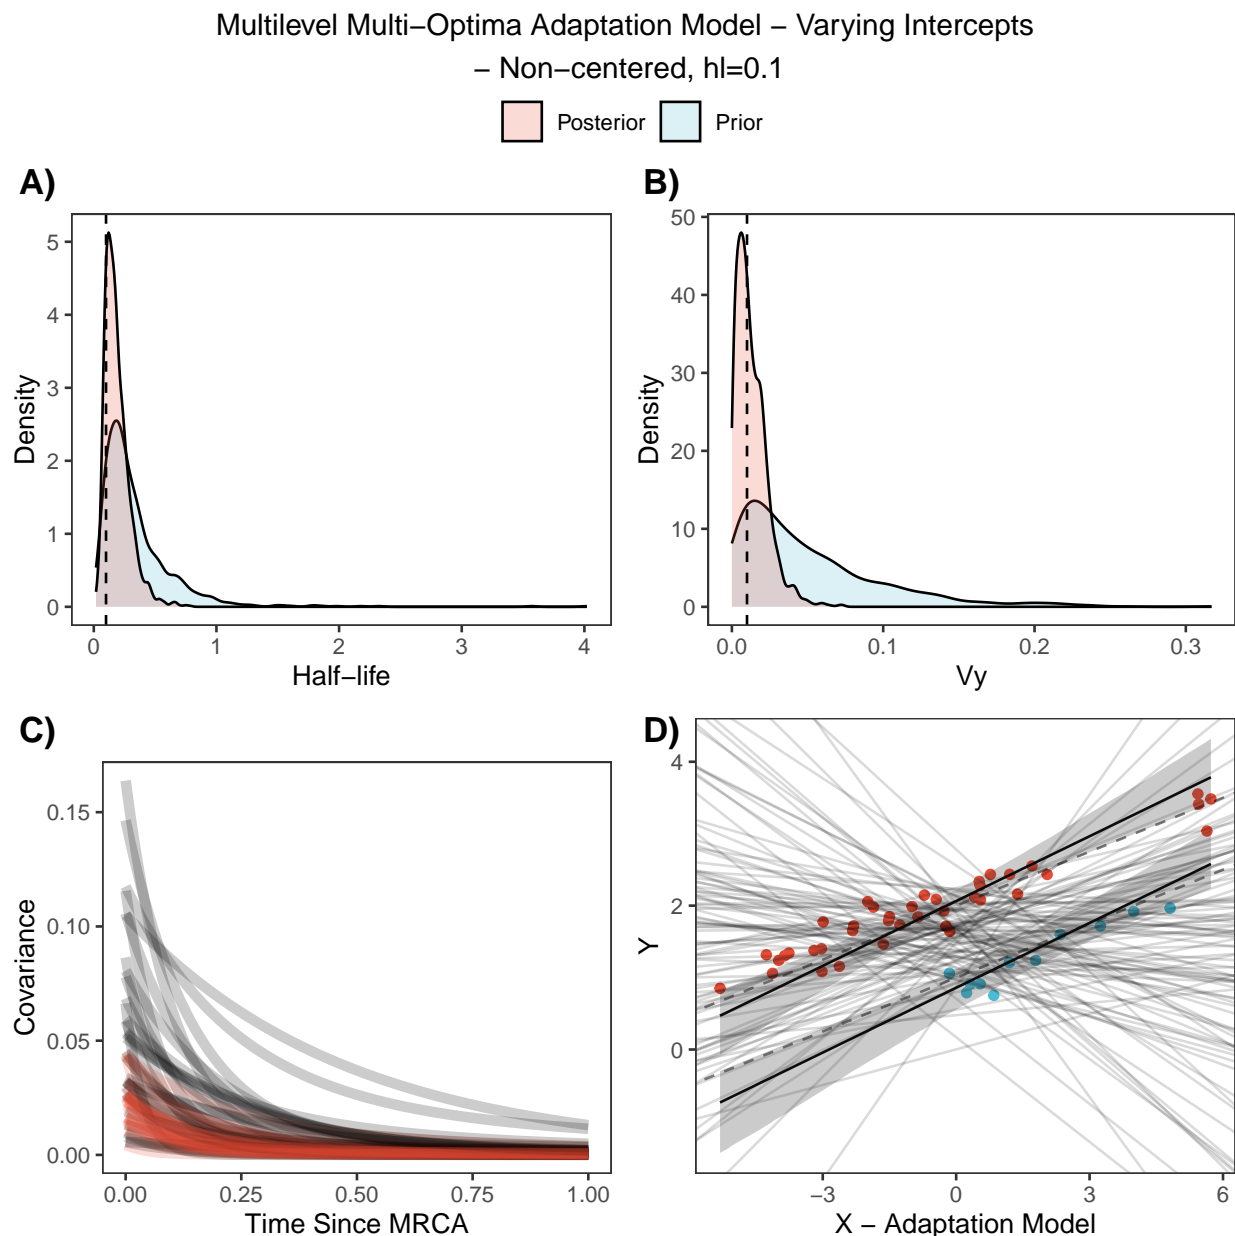 Multilevel Multi−Optima Adaptation Model − Varying Intercepts
− Non−centered, hl=0.1
Posterior
Prior
A)
B)
5
4
3
2
1
0
Density
0
1
2
3
4
Half−life
50
40
30
20
10
0
Density
0.0
0.1
0.2
0.3
Vy
C)
D)
0.15
0.10
0.05
0.00
Covariance
0.00
0.25
0.50
0.75
1.00
Time Since MRCA
4
2
0
Y
−3
0
3
6
X − Adaptation Model